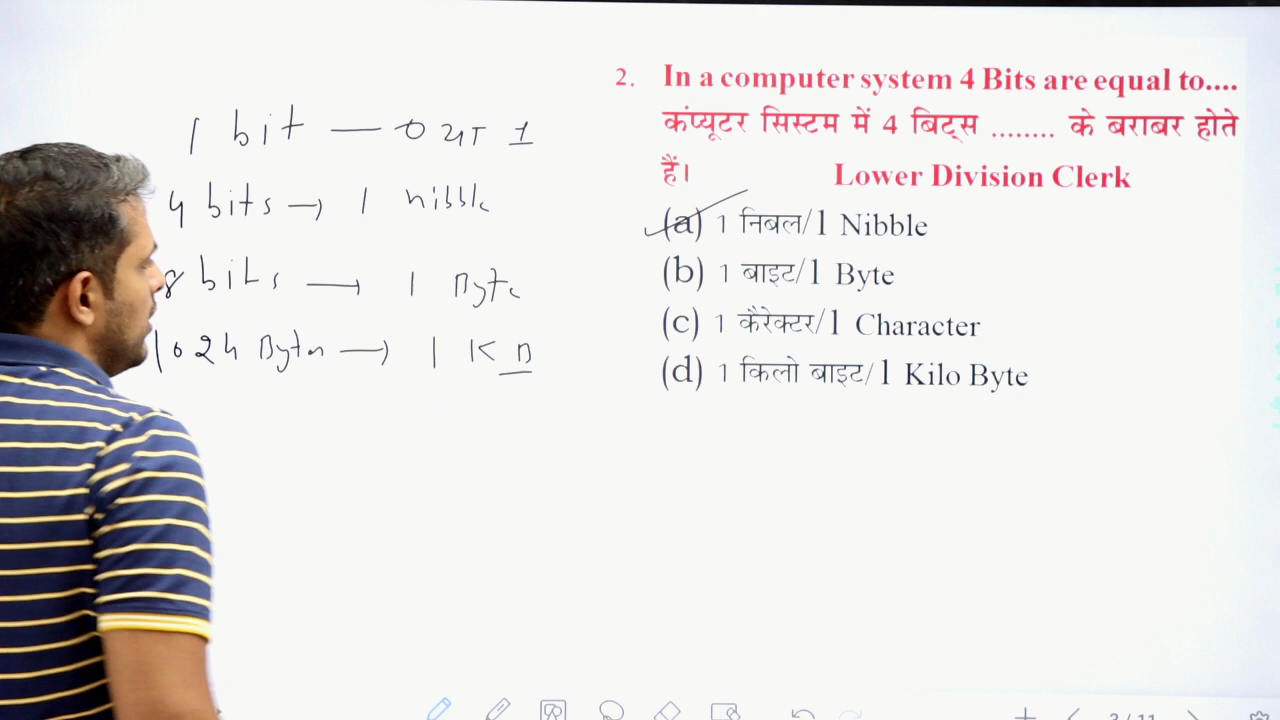 1 bit — 0 या 1
4 bits → 1 nibble
8 bits → 1 Byte
1024 Bytes → 1 KB
2. In a computer system 4 Bits are equal to....
कंप्यूटर सिस्टम में 4 बिट्स ........ के बराबर होते
हैं। Lower Division Clerk
(a) 1 निबल/1 Nibble
(b) 1 बाइट/1 Byte
(c) 1 कैरेक्टर/1 Character
(d) 1 किलो बाइट/1 Kilo Byte